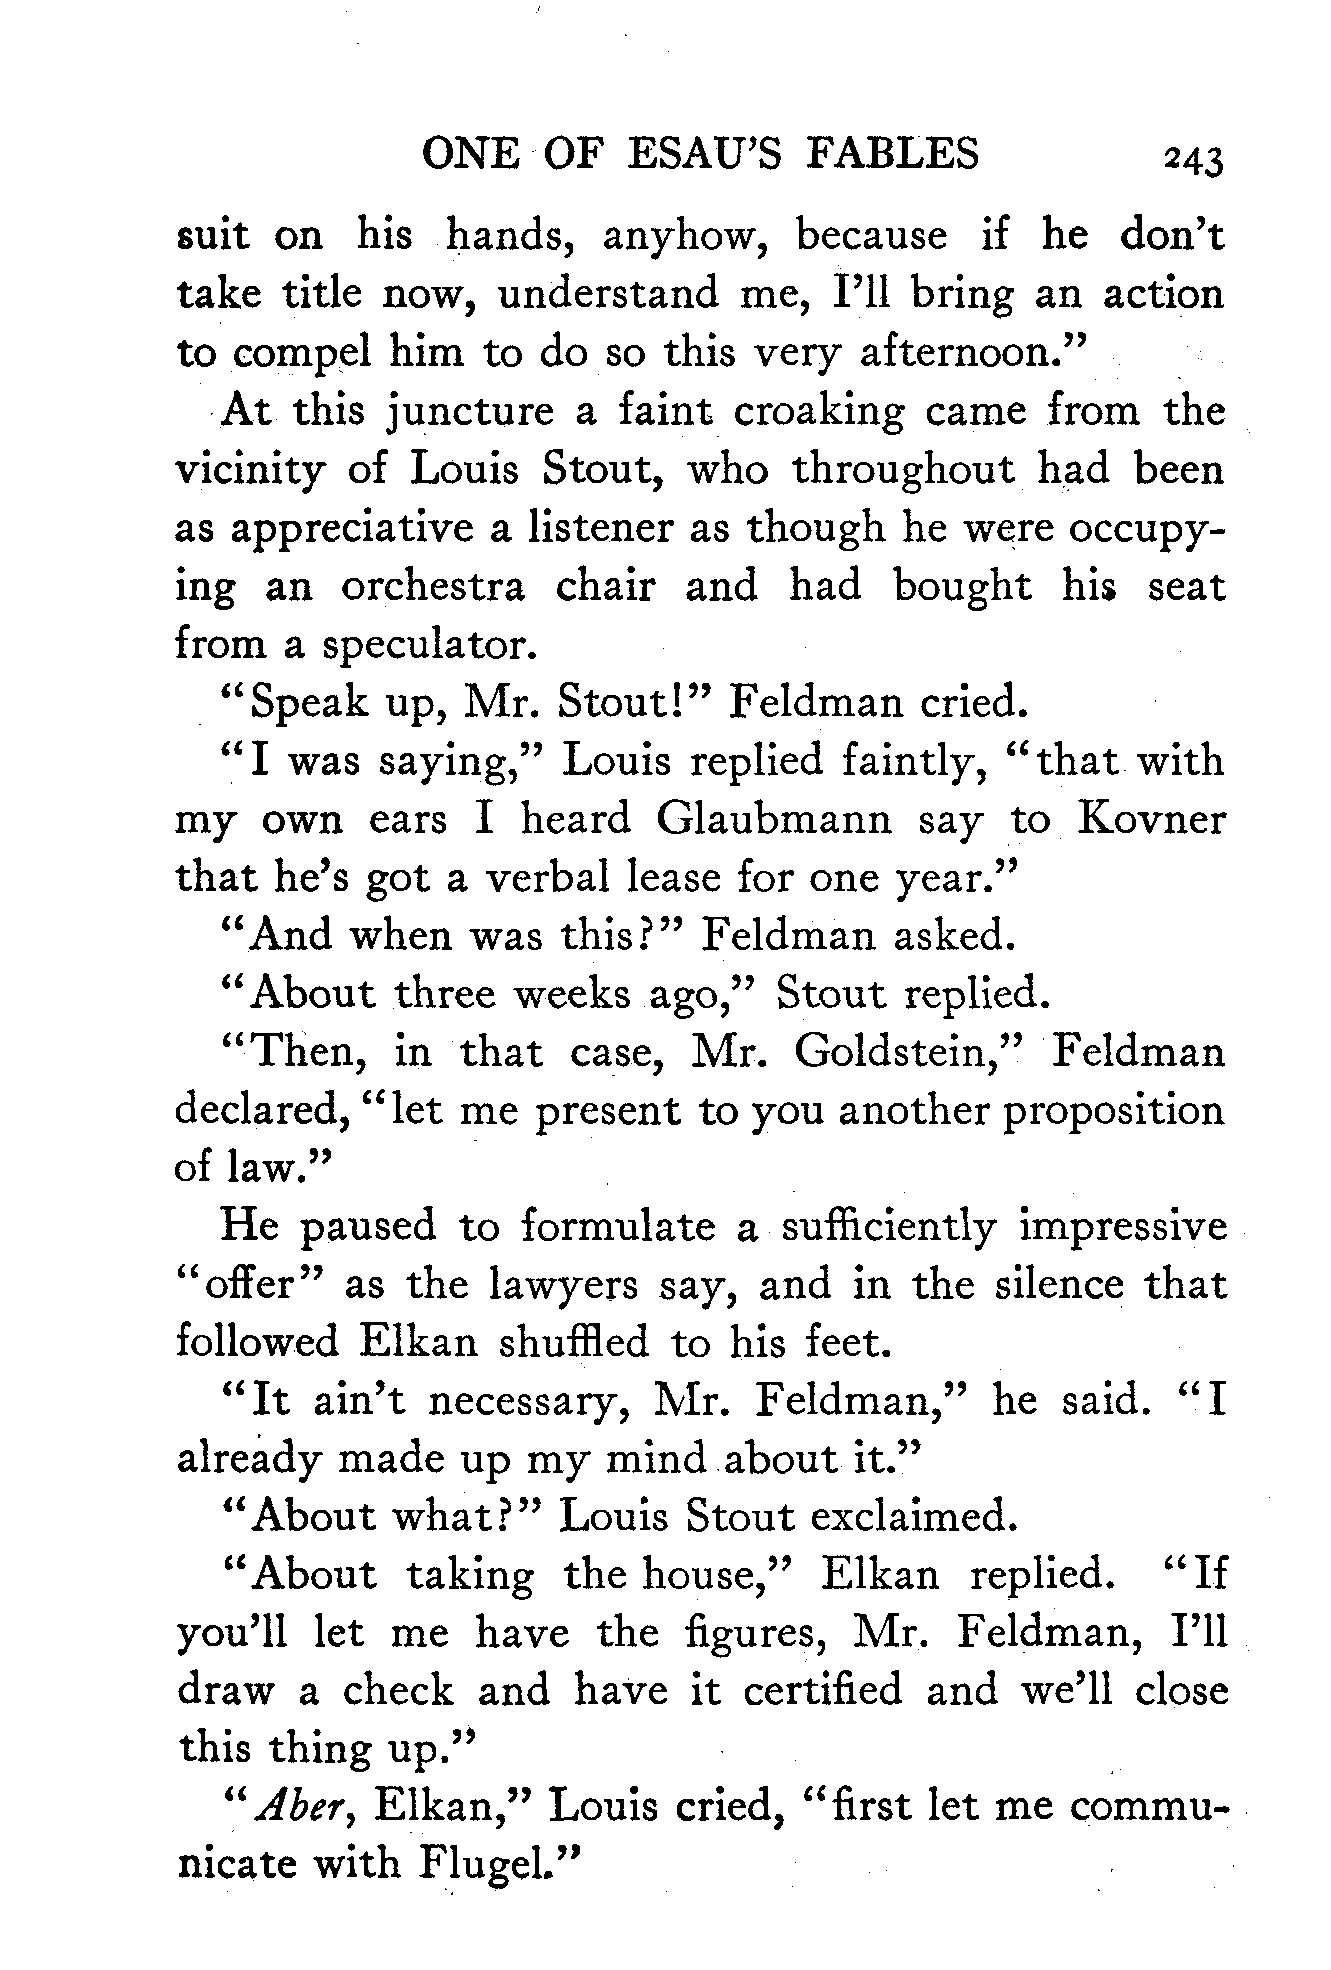 ONE OF ESAU'S FABLES 243
suit on his hands, anyhow, because if he don't
take title now, understand me, I'll bring an action
to compel him to do so this very afternoon."
At this juncture a faint croaking came from the
vicinity of Louis Stout, who throughout had been
as appreciative a listener as though he were occupy-
ing an orchestra chair and had bought his seat
from a speculator.
"Speak up, Mr. Stout!" Feldman cried.
"I was saying," Louis replied faintly, "that with
my own ears I heard Glaubmann say to Kovner
that he's got a verbal lease for one year."
"And when was this?" Feldman asked.
"About three weeks ago," Stout replied.
"Then, in that case, Mr. Goldstein," Feldman
declared, "let me present to you another proposition
of law."
He paused to formulate a sufficiently impressive
"offer" as the lawyers say, and in the silence that
followed Elkan shuffled to his feet.
"It ain't necessary, Mr. Feldman," he said. "I
already made up my mind about it."
"About what?" Louis Stout exclaimed.
"About taking the house," Elkan replied. "If
you'll let me have the figures, Mr. Feldman, I'll
draw a check and have it certified and we'll close
this thing up."
"Aber, Elkan," Louis cried, "first let me commu-
nicate with Flugel."